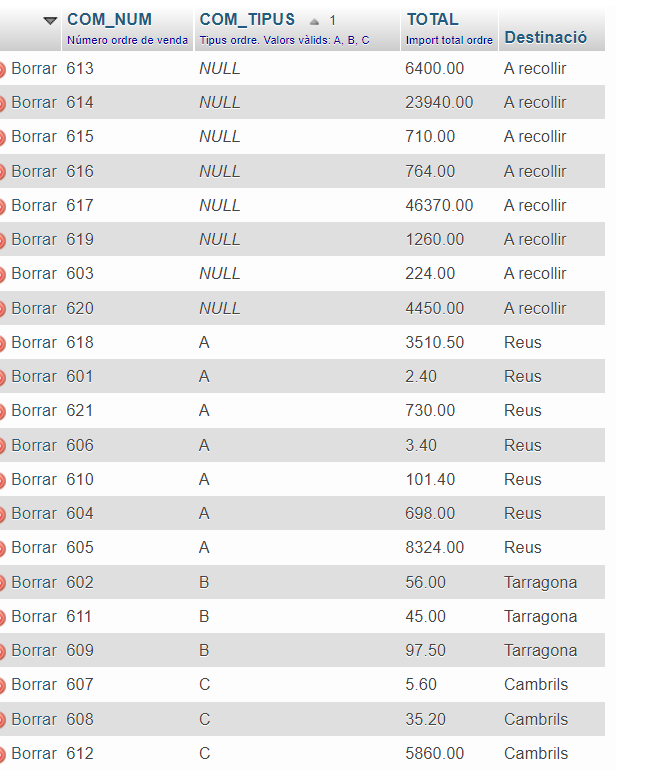 COM_NUM COM_TIPUS 1 TOTAL Destinació
Número ordre de venda Tipus ordre. Valors vàlids: A, B, C Import total ordre
Borrar 613 NULL 6400.00 A recollir
Borrar 614 NULL 23940.00 A recollir
Borrar 615 NULL 710.00 A recollir
Borrar 616 NULL 764.00 A recollir
Borrar 617 NULL 46370.00 A recollir
Borrar 619 NULL 1260.00 A recollir
Borrar 603 NULL 224.00 A recollir
Borrar 620 NULL 4450.00 A recollir
Borrar 618 A 3510.50 Reus
Borrar 601 A 2.40 Reus
Borrar 621 A 730.00 Reus
Borrar 606 A 3.40 Reus
Borrar 610 A 101.40 Reus
Borrar 604 A 698.00 Reus
Borrar 605 A 8324.00 Reus
Borrar 602 B 56.00 Tarragona
Borrar 611 B 45.00 Tarragona
Borrar 609 B 97.50 Tarragona
Borrar 607 C 5.60 Cambrils
Borrar 608 C 35.20 Cambrils
Borrar 612 C 5860.00 Cambrils